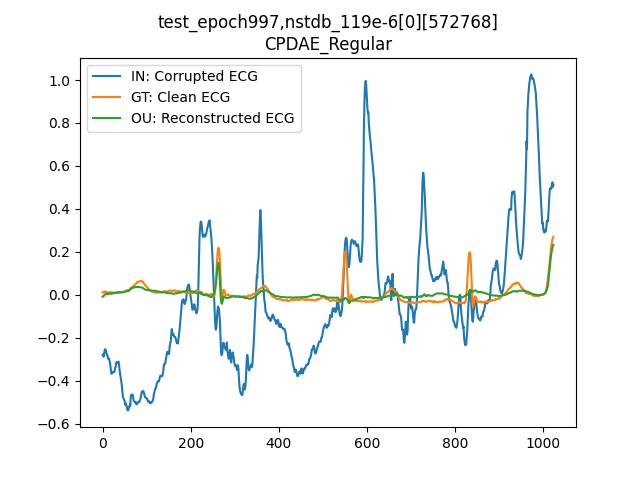 test_epoch997,nstdb_119e-6[0][572768]
CPDAE_Regular
IN: Corrupted ECG
GT: Clean ECG
OU: Reconstructed ECG
1.0
0.8
0.6
0.4
0.2
0.0
−0.2
−0.4
−0.6
0 200 400 600 800 1000